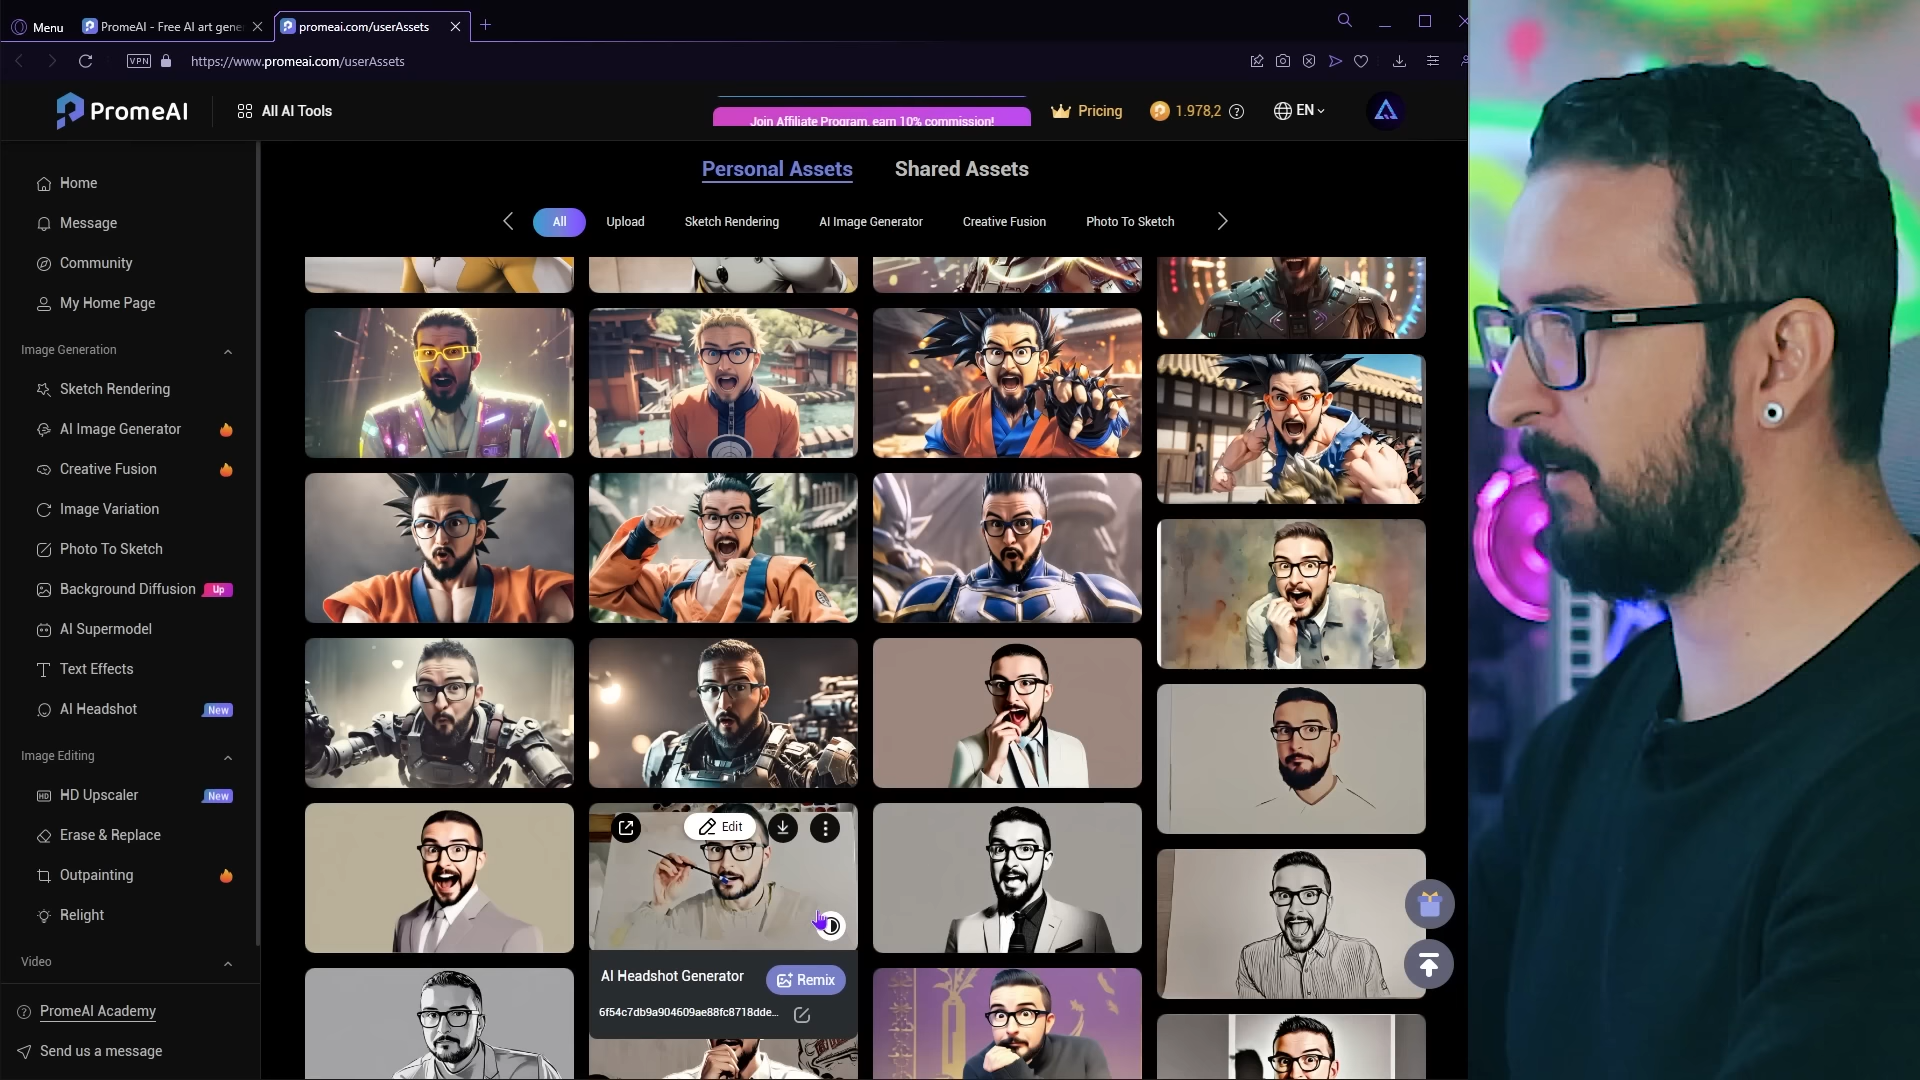 Menu
PromeAI - Free AI art gene
promeai.com/userAssets
VPN
https://www.promeai.com/userAssets
PromeAI
All AI Tools
Join Affiliate Program, earn 10% commission!
Pricing
1.978,2
EN
Personal Assets
Shared Assets
All
Upload
Sketch Rendering
AI Image Generator
Creative Fusion
Photo To Sketch
Home
Message
Community
My Home Page
Image Generation
Sketch Rendering
AI Image Generator
Creative Fusion
Image Variation
Photo To Sketch
Background Diffusion
Up
AI Supermodel
Text Effects
AI Headshot
New
Image Editing
HD Upscaler
New
Erase & Replace
Outpainting
Relight
Video
PromeAI Academy
Send us a message
Edit
AI Headshot Generator
Remix
6f54c7db9a904609ae88fc8718dde...